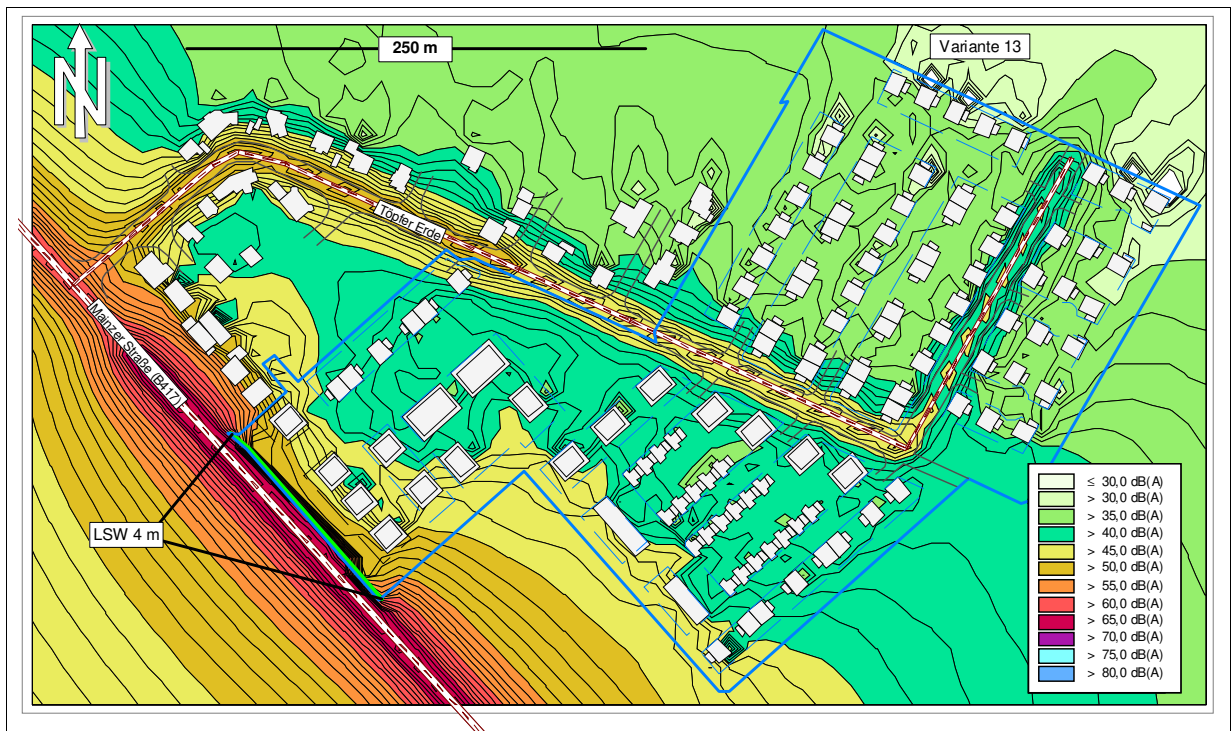 250 m
Variante 13
N
Töpfer Erde
Mainzer Straße (B417)
LSW 4 m
≤ 30,0 dB(A)
> 30,0 dB(A)
> 35,0 dB(A)
> 40,0 dB(A)
> 45,0 dB(A)
> 50,0 dB(A)
> 55,0 dB(A)
> 60,0 dB(A)
> 65,0 dB(A)
> 70,0 dB(A)
> 75,0 dB(A)
> 80,0 dB(A)